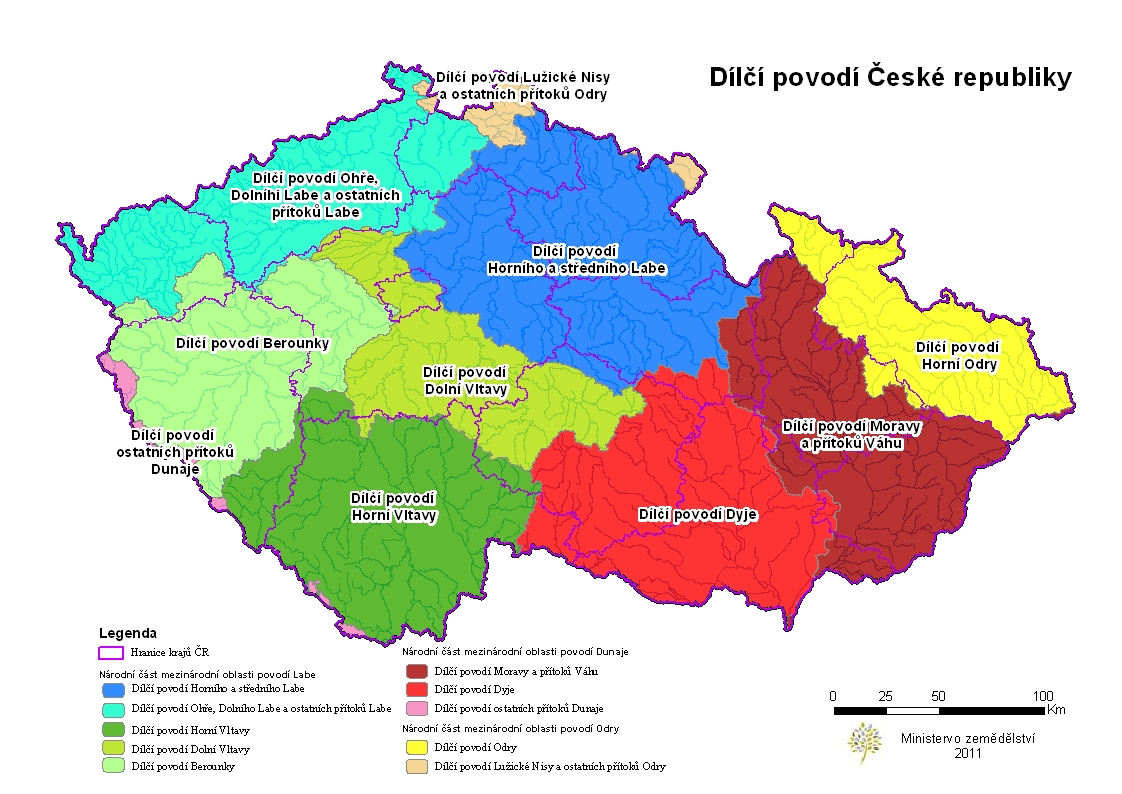 Dílčí povodí České republiky
Dílčí povodí Lužické Nisy
a ostatních přítoků Odry
Dílčí povodí Ohře,
Dolníhi Labe a ostatních
přítoků Labe
Dílčí povodí
Horního a středního Labe
Dílčí povodí Berounky
Dílčí povodí
Dolní Vltavy
Dílčí povodí
Horní Odry
Dílčí povodí Moravy
a přítoků Váhu
Dílčí povodí
ostatních přítoků
Dunaje
Dílčí povodí
Horní Vltavy
Dílčí povodí Dyje
Legenda
Hranice krajů ČR
Národní část mezinárodní oblasti povodí Labe
Dílčí povodí Horního a středního Labe
Dílčí povodí Ohře, Dolního Labe a ostatních přítoků Labe
Dílčí povodí Horní Vltavy
Dílčí povodí Dolní Vltavy
Dílčí povodí Berounky
Národní část mezinárodní oblasti povodí Dunaje
Dílčí povodí Moravy a přítoků Váhu
Dílčí povodí Dyje
Dílčí povodí ostatních přítoků Dunaje
Národní část mezinárodní oblasti povodí Odry
Dílčí povodí Odry
Dílčí povodí Lužické Nisy a ostatních přítoků Odry
0 25 50 100
Km
Ministervo zemědělství
2011